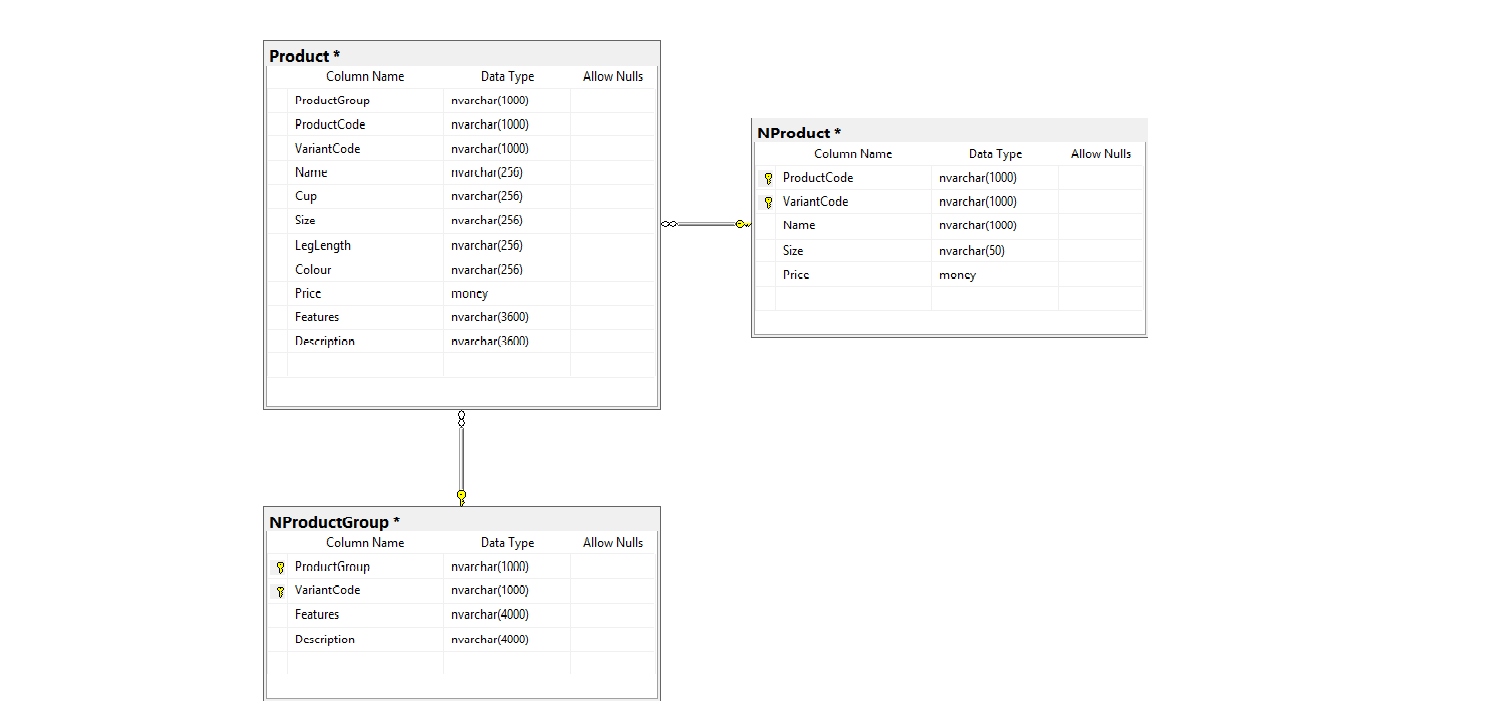 Product *
Column Name Data Type Allow Nulls
ProductGroup nvarchar(1000)
ProductCode nvarchar(1000)
VariantCode nvarchar(1000)
Name nvarchar(256)
Cup nvarchar(256)
Size nvarchar(256)
LegLength nvarchar(256)
Colour nvarchar(256)
Price money
Features nvarchar(3600)
Description nvarchar(3600)
NProduct *
Column Name Data Type Allow Nulls
ProductCode nvarchar(1000)
VariantCode nvarchar(1000)
Name nvarchar(1000)
Size nvarchar(50)
Price money
NProductGroup *
Column Name Data Type Allow Nulls
ProductGroup nvarchar(1000)
VariantCode nvarchar(1000)
Features nvarchar(4000)
Description nvarchar(4000)